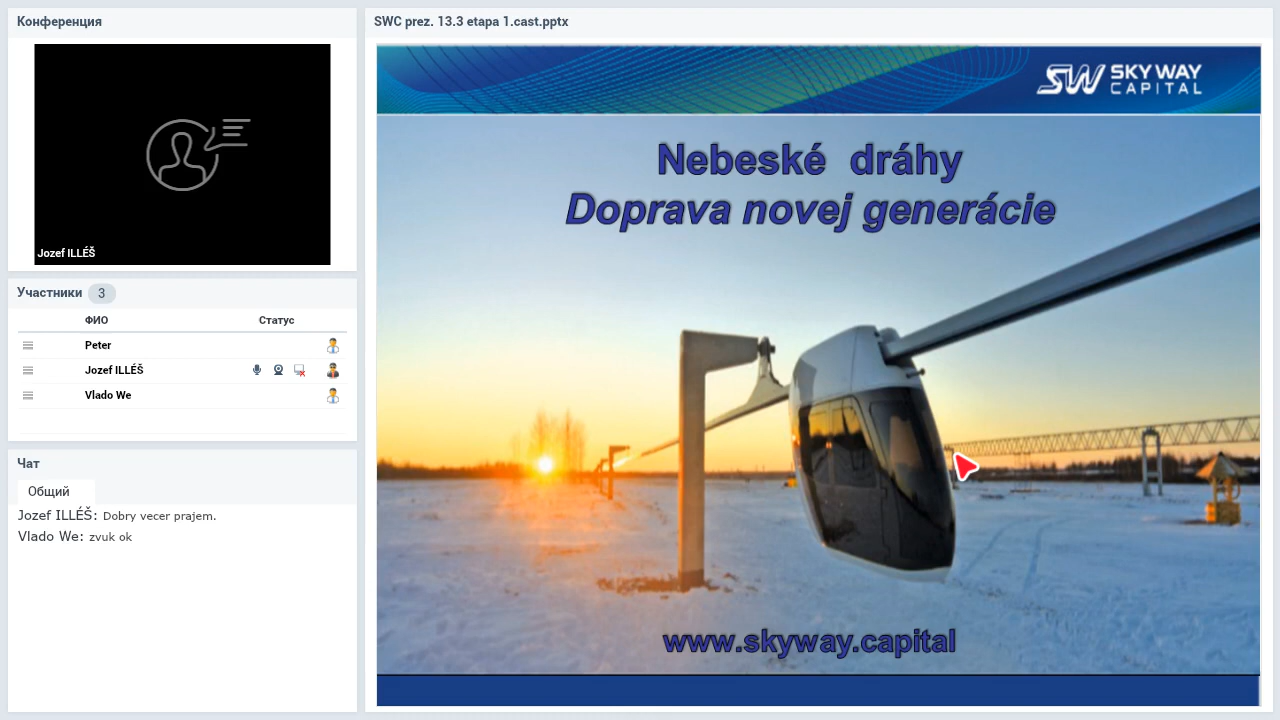 Конференция
Jozef ILLÉŠ
Участники 3
ФИО Статус
Peter
Jozef ILLÉŠ
Vlado We
Чат
Общий
Jozef ILLÉŠ: Dobry vecer prajem.
Vlado We: zvuk ok
SWC prez. 13.3 etapa 1.cast.pptx
SW SKY WAY
CAPITAL
Nebeské dráhy
Doprava novej generácie
www.skyway.capital